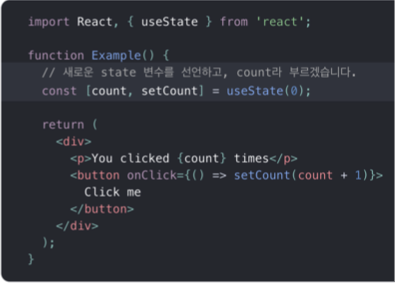 import React, { useState } from 'react';
function Example() {
  // 새로운 state 변수를 선언하고, count라 부르겠습니다.
  const [count, setCount] = useState(0);
  return (
    <div>
      <p>You clicked {count} times</p>
      <button onClick={() => setCount(count + 1)}>
        Click me
      </button>
    </div>
  );
}